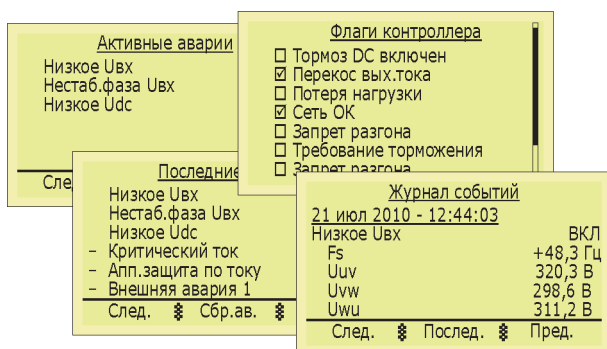 Активные аварии
Низкое Uвх
Нестаб.фаза Uвх
Низкое Udc
Флаги контроллера
Тормоз DC включен
Перекос вых.тока
Потеря нагрузки
Сеть ОК
Запрет разгона
Требование торможения
Запрет разгона
Последние
Низкое Uвх
Нестаб.фаза Uвх
Низкое Udc
– Критический ток
– Апп.защита по току
– Внешняя авария 1
След. Сбр.ав.
Журнал событий
21 июл 2010 - 12:44:03
Низкое Uвх ВКЛ
Fs +48,3 Гц
Uuv 320,3 В
Uvw 298,6 В
Uwu 311,2 В
След. Послед. Пред.